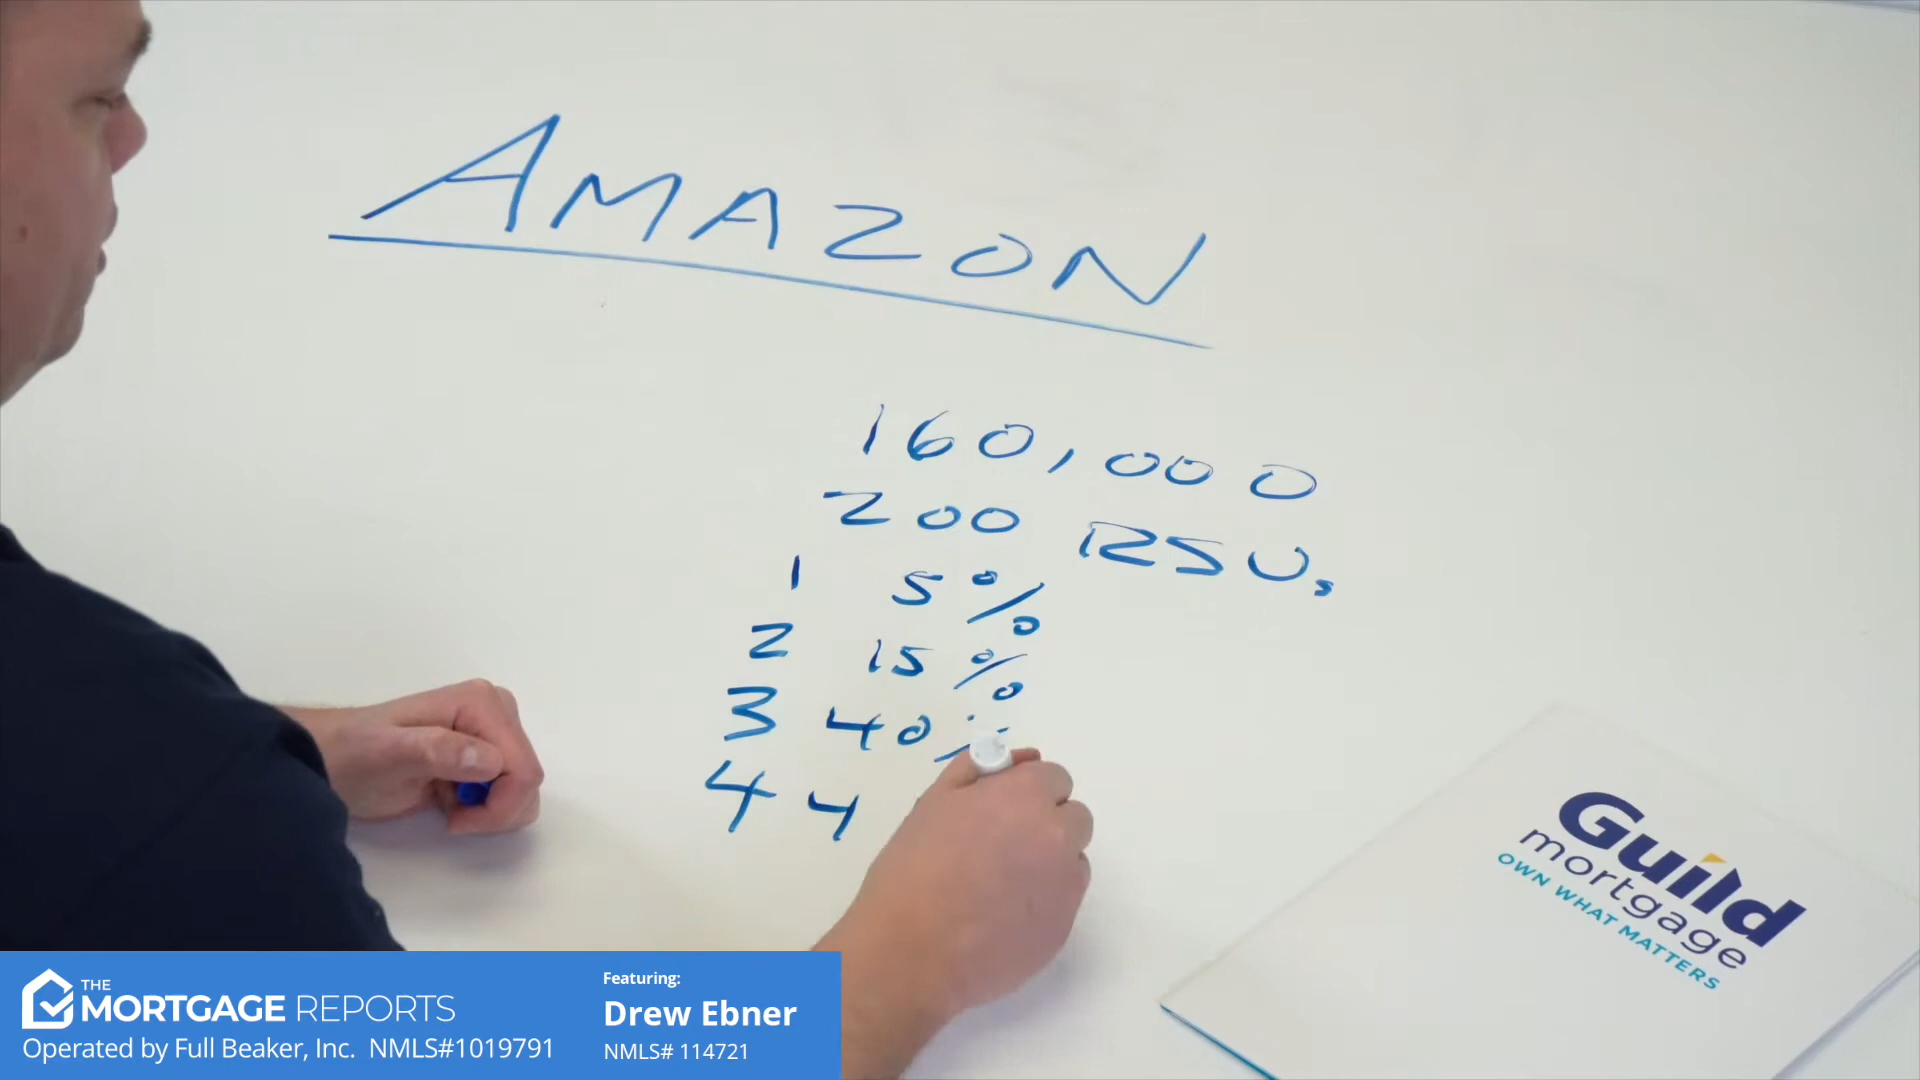 AMAZON
160,000
200 RSUs
1 5%
2 15%
3 40%
4 4
Guild
mortgage
OWN WHAT MATTERS
THE
MORTGAGE REPORTS
Operated by Full Beaker, Inc. NMLS#1019791
Featuring:
Drew Ebner
NMLS# 114721